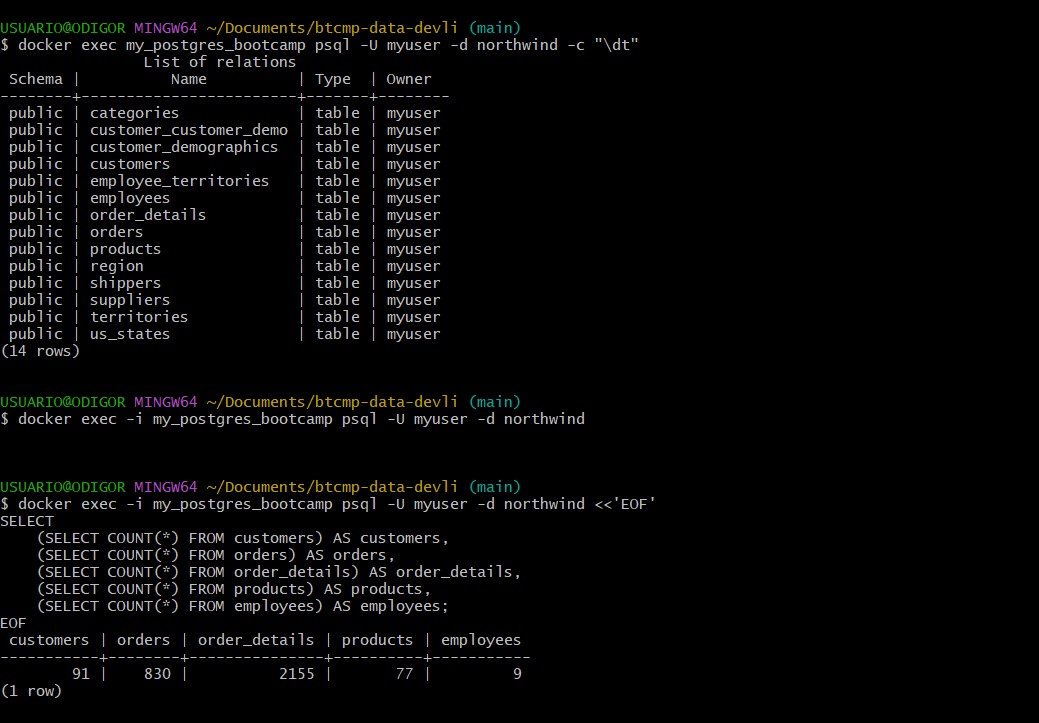 USUARIO@ODIGOR MINGW64 ~/Documents/btcmp-data-devli (main)
$ docker exec my_postgres_bootcamp psql -U myuser -d northwind -c "\dt"
                List of relations
 Schema |          Name          | Type  | Owner
--------+------------------------+-------+--------
 public | categories             | table | myuser
 public | customer_customer_demo | table | myuser
 public | customer_demographics  | table | myuser
 public | customers              | table | myuser
 public | employee_territories   | table | myuser
 public | employees              | table | myuser
 public | order_details          | table | myuser
 public | orders                 | table | myuser
 public | products               | table | myuser
 public | region                 | table | myuser
 public | shippers               | table | myuser
 public | suppliers              | table | myuser
 public | territories            | table | myuser
 public | us_states              | table | myuser
(14 rows)
USUARIO@ODIGOR MINGW64 ~/Documents/btcmp-data-devli (main)
$ docker exec -i my_postgres_bootcamp psql -U myuser -d northwind
USUARIO@ODIGOR MINGW64 ~/Documents/btcmp-data-devli (main)
$ docker exec -i my_postgres_bootcamp psql -U myuser -d northwind <<'EOF'
SELECT
    (SELECT COUNT(*) FROM customers) AS customers,
    (SELECT COUNT(*) FROM orders) AS orders,
    (SELECT COUNT(*) FROM order_details) AS order_details,
    (SELECT COUNT(*) FROM products) AS products,
    (SELECT COUNT(*) FROM employees) AS employees;
EOF
 customers | orders | order_details | products | employees
-----------+--------+---------------+----------+-----------
        91 |    830 |          2155 |       77 |         9
(1 row)